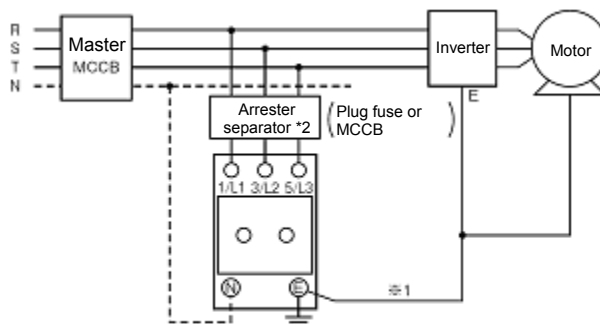 R
S
T
N
Master
MCCB
Inverter
Motor
E
Arrester
separator *2
(Plug fuse or
MCCB)
1/L1 3/L2 5/L3
N
E
※1